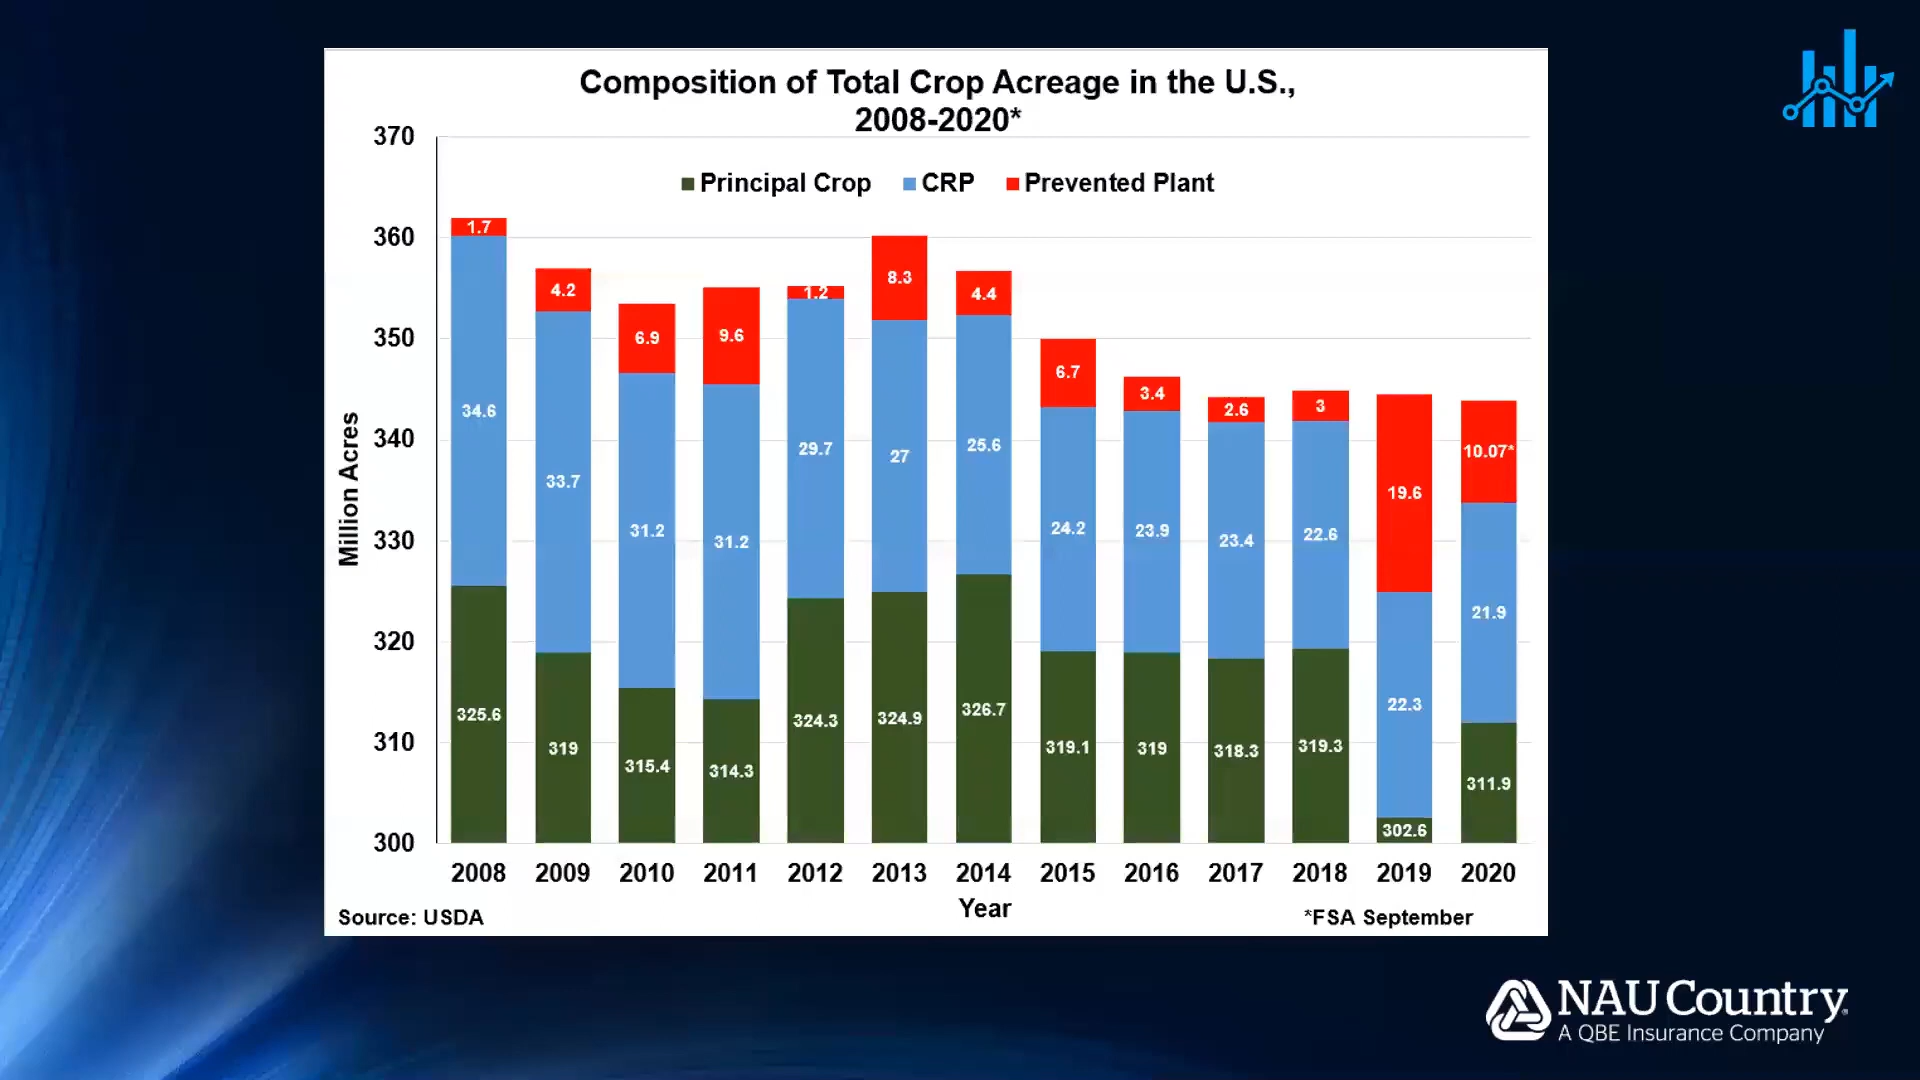 Composition of Total Crop Acreage in the U.S.,
2008-2020*
Principal Crop CRP Prevented Plant
Million Acres
370
360
350
340
330
320
310
300
1.7 4.2 6.9 9.6 1.2 8.3 4.4 6.7 3.4 2.6 3 19.6 10.07*
34.6 33.7 31.2 31.2 29.7 27 25.6 24.2 23.9 23.4 22.6 22.3 21.9
325.6 319 315.4 314.3 324.3 324.9 326.7 319.1 319 318.3 319.3 302.6 311.9
2008 2009 2010 2011 2012 2013 2014 2015 2016 2017 2018 2019 2020
Year
Source: USDA
*FSA September
NAU Country.
A QBE Insurance Company